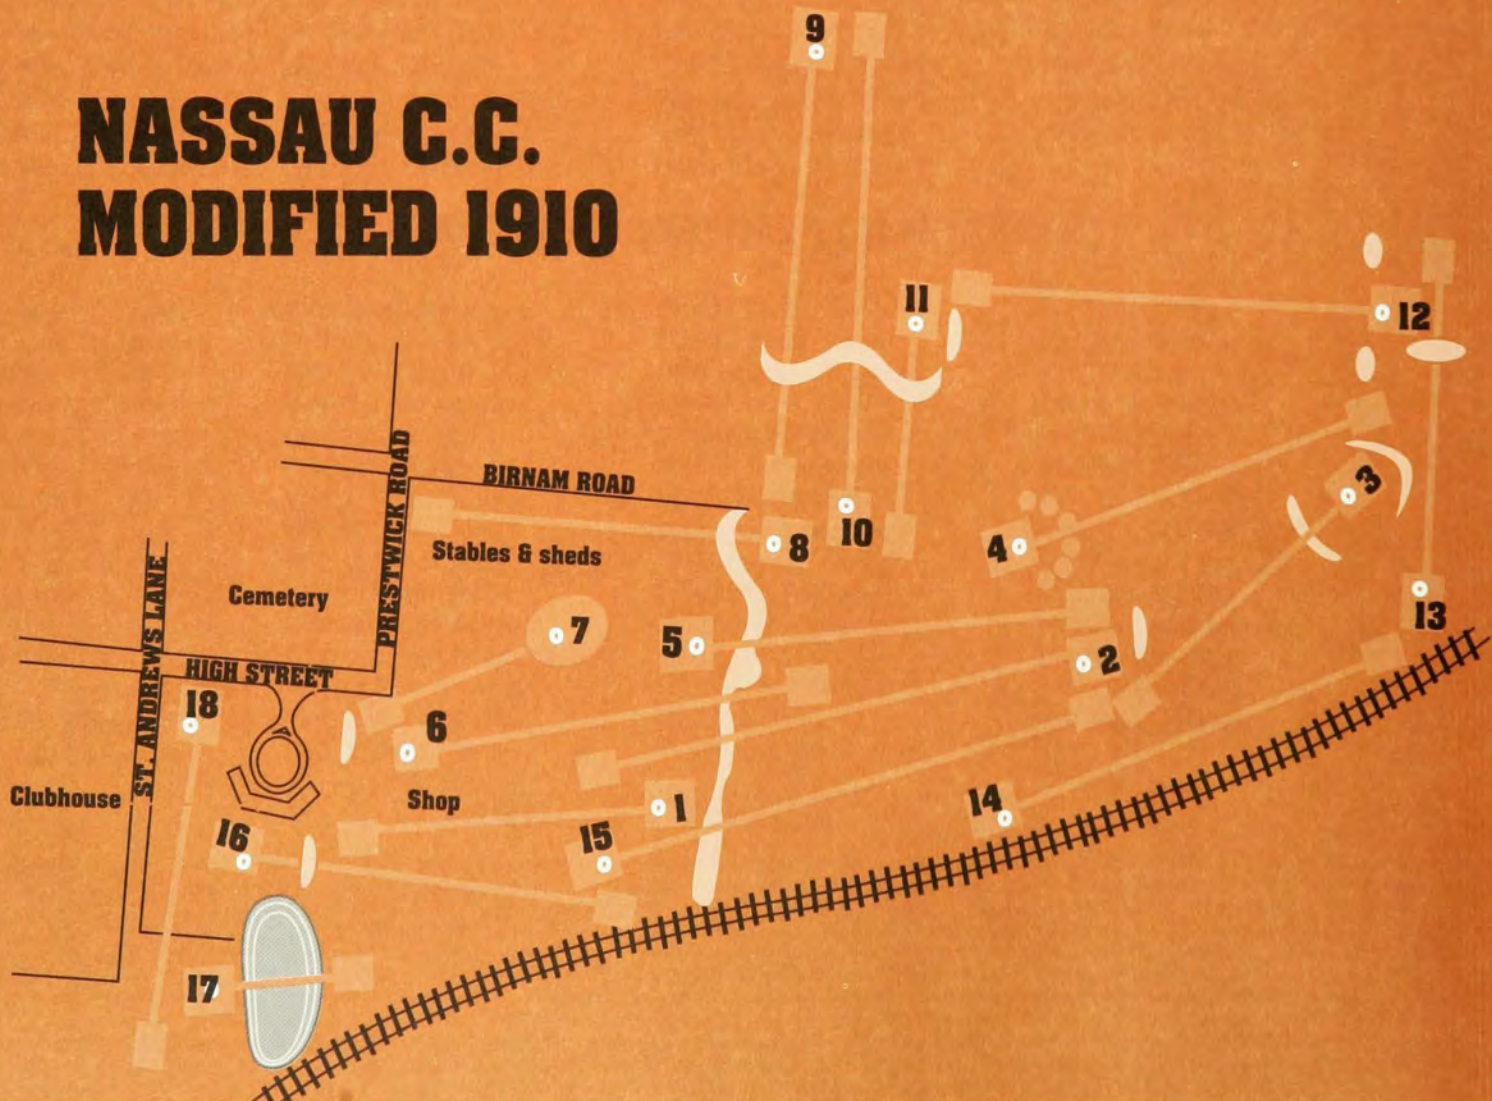 NASSAU C.C.
MODIFIED 1910
9
11
12
BIRNAM ROAD
PRESTWICK ROAD
3
10
8
4
Stables & sheds
ST. ANDREWS LANE
Cemetery
7
5
13
2
HIGH STREET
18
6
Clubhouse
Shop
1
14
16
15
17